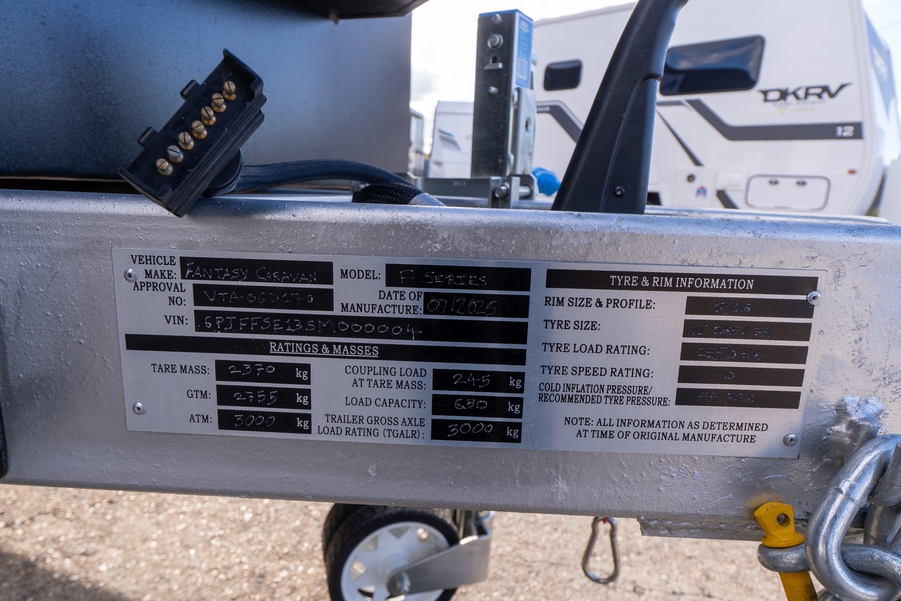 DKRV
12
VEHICLE MAKE: FANTASY CARAVAN
MODEL: F SERIES
APPROVAL NO: VTA-060170
DATE OF MANUFACTURE: 07/2025
VIN:
RATINGS & MASSES
TARE MASS: 2370 kg
COUPLING LOAD AT TARE MASS: 245 kg
GTM: 2755 kg
LOAD CAPACITY: 630 kg
ATM: 3000 kg
TRAILER GROSS AXLE LOAD RATING (TGALR): 3000 kg
TYRE & RIM INFORMATION
RIM SIZE & PROFILE:
TYRE SIZE:
TYRE LOAD RATING:
TYRE SPEED RATING:
COLD INFLATION PRESSURE/
RECOMMENDED TYRE PRESSURE:
NOTE: ALL INFORMATION AS DETERMINED
AT TIME OF ORIGINAL MANUFACTURE